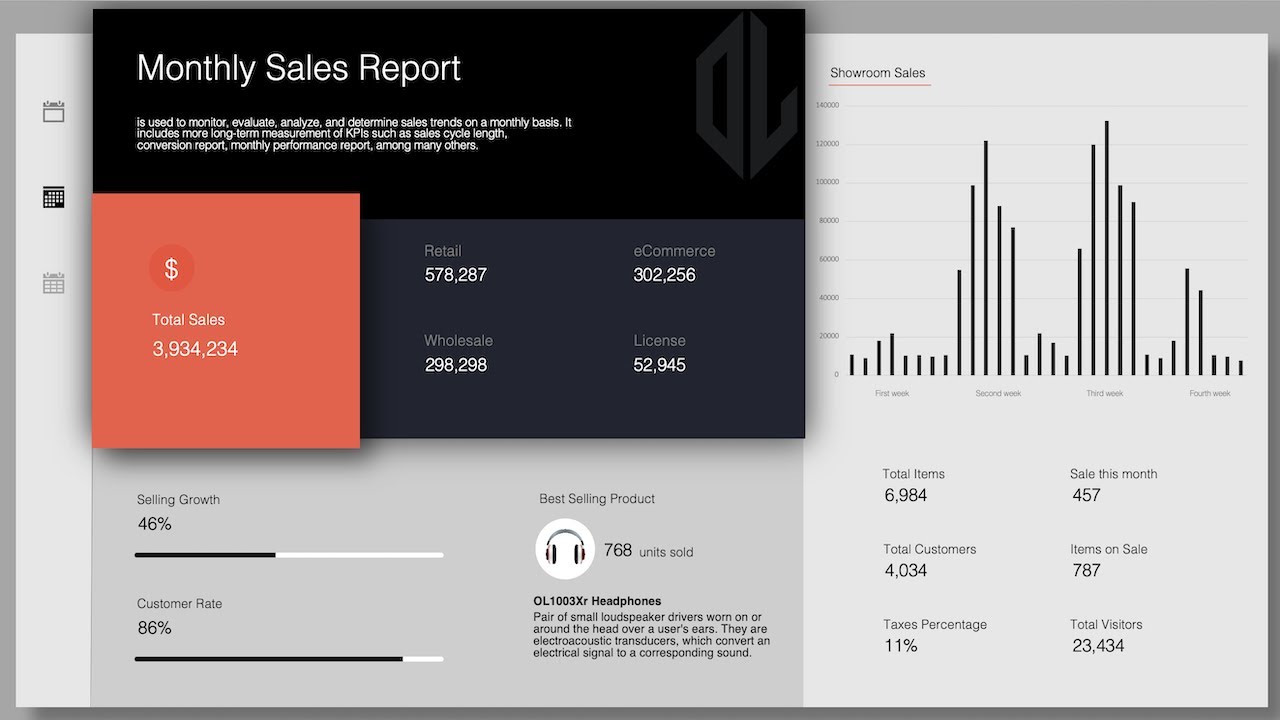 Monthly Sales Report
is used to monitor, evaluate, analyze, and determine sales trends on a monthly basis. It
includes more long-term measurement of KPIs such as sales cycle length,
conversion report, monthly performance report, among many others.
OL
$
Total Sales
3,934,234
Retail
578,287
eCommerce
302,256
Wholesale
298,298
License
52,945
Showroom Sales
140000
120000
100000
80000
60000
40000
20000
0
First week
Second week
Third week
Fourth week
Selling Growth
46%
Customer Rate
86%
Best Selling Product
768 units sold
OL1003Xr Headphones
Pair of small loudspeaker drivers worn on or
around the head over a user's ears. They are
electroacoustic transducers, which convert an
electrical signal to a corresponding sound.
Total Items
6,984
Sale this month
457
Total Customers
4,034
Items on Sale
787
Taxes Percentage
11%
Total Visitors
23,434